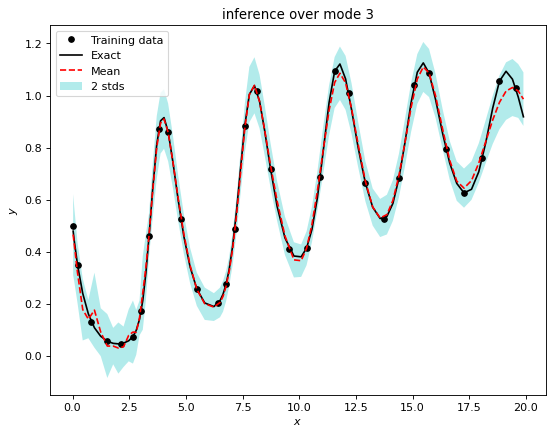 inference over mode 3
Training data
Exact
Mean
2 stds
y
1.2
1.0
0.8
0.6
0.4
0.2
0.0
0.0 2.5 5.0 7.5 10.0 12.5 15.0 17.5 20.0
x